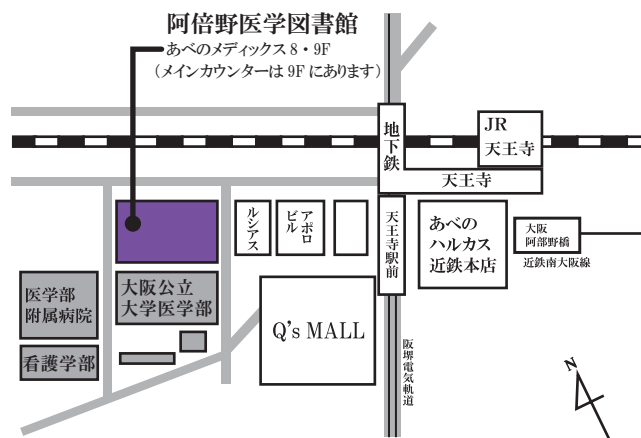 阿倍野医学図書館
あべのメディックス 8・9F
（メインカウンターは 9F にあります）
地下鉄
JR
天王寺
天王寺
ルシアス
アポロ
ビル
天王寺駅前
あべの
ハルカス
近鉄本店
大阪
阿部野橋
近鉄南大阪線
医学部
附属病院
大阪公立
大学医学部
看護学部
Q's MALL
阪堺電気軌道
N